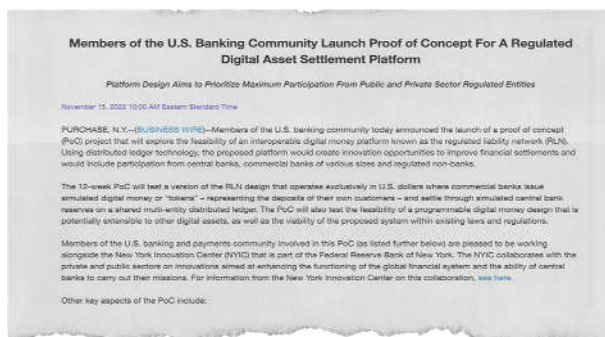 Members of the U.S. Banking Community Launch Proof of Concept For A Regulated
Digital Asset Settlement Platform
Platform Design Aims to Prioritize Maximum Participation From Public and Private Sector Regulated Entities
November 15, 2022 10:00 AM Eastern Standard Time
PURCHASE, N.Y.--(BUSINESS WIRE)--Members of the U.S. banking community today announced the launch of a proof of concept
(PoC) project that will explore the feasibility of an interoperable digital money platform known as the regulated liability network (RLN).
Using distributed ledger technology, the proposed platform would create innovation opportunities to improve financial settlements and
would include participation from central banks, commercial banks of various sizes and regulated non-banks.
The 12-week PoC will test a version of the RLN design that operates exclusively in U.S. dollars where commercial banks issue
simulated digital money or "tokens" – representing the deposits of their own customers – and settle through simulated central bank
reserves on a shared multi-entity distributed ledger. The PoC will also test the feasibility of a programmable digital money design that is
potentially extensible to other digital assets, as well as the viability of the proposed system within existing laws and regulations.
Members of the U.S. banking and payments community involved in this PoC (as listed further below) are pleased to be working
alongside the New York Innovation Center (NYIC) that is part of the Federal Reserve Bank of New York. The NYIC collaborates with the
private and public sectors on innovations aimed at enhancing the functioning of the global financial system and the ability of central
banks to carry out their missions. For information from the New York Innovation Center on this collaboration, see here.
Other key aspects of the PoC include: